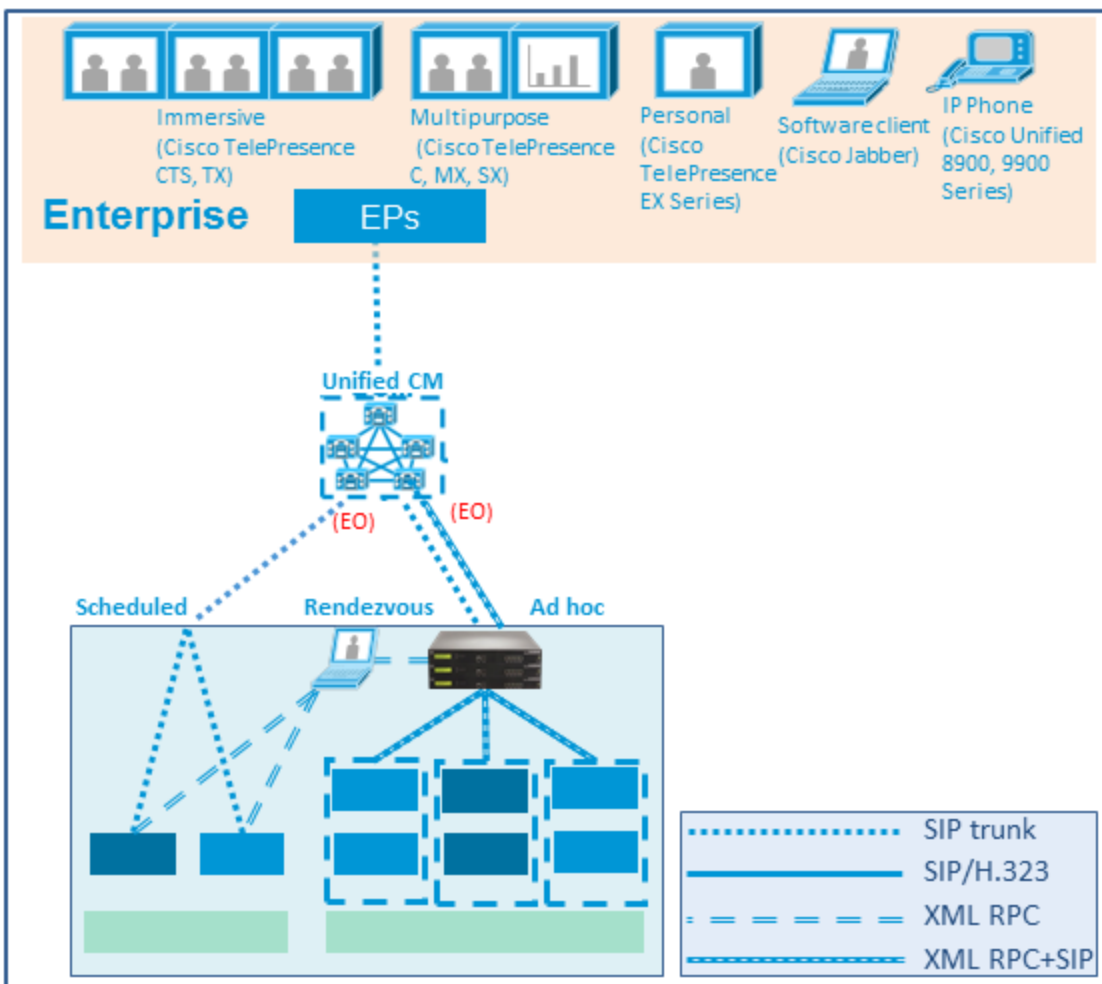 Immersive
(Cisco TelePresence
CTS, TX)
Multipurpose
(Cisco TelePresence
C, MX, SX)
Personal
(Cisco
TelePresence
EX Series)
Software client
(Cisco Jabber)
IP Phone
(Cisco Unified
8900, 9900
Series)
Enterprise
EPs
Unified CM
(EO)
(EO)
Scheduled
Rendezvous
Ad hoc
SIP trunk
SIP/H.323
XML RPC
XML RPC+SIP